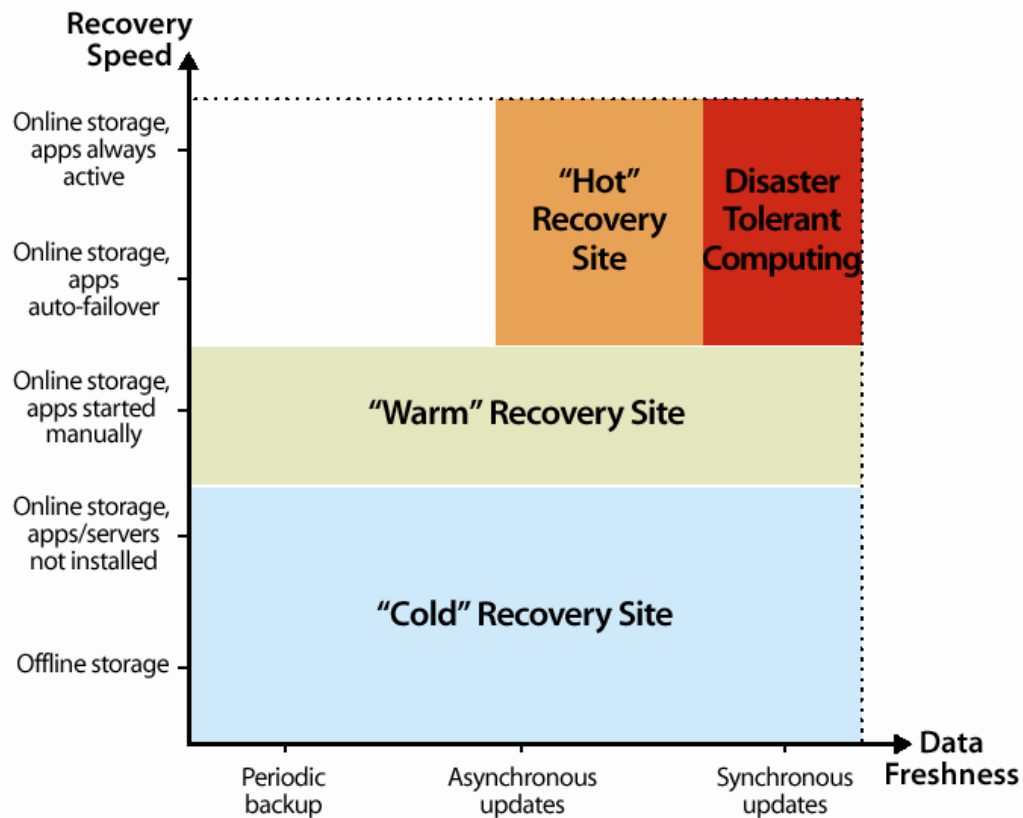 Recovery
Speed
Online storage,
apps always
active
Online storage,
apps
auto-failover
Online storage,
apps started
manually
Online storage,
apps/servers
not installed
Offline storage
“Hot”
Recovery
Site
Disaster
Tolerant
Computing
“Warm” Recovery Site
“Cold” Recovery Site
Periodic
backup
Asynchronous
updates
Synchronous
updates
Data
Freshness